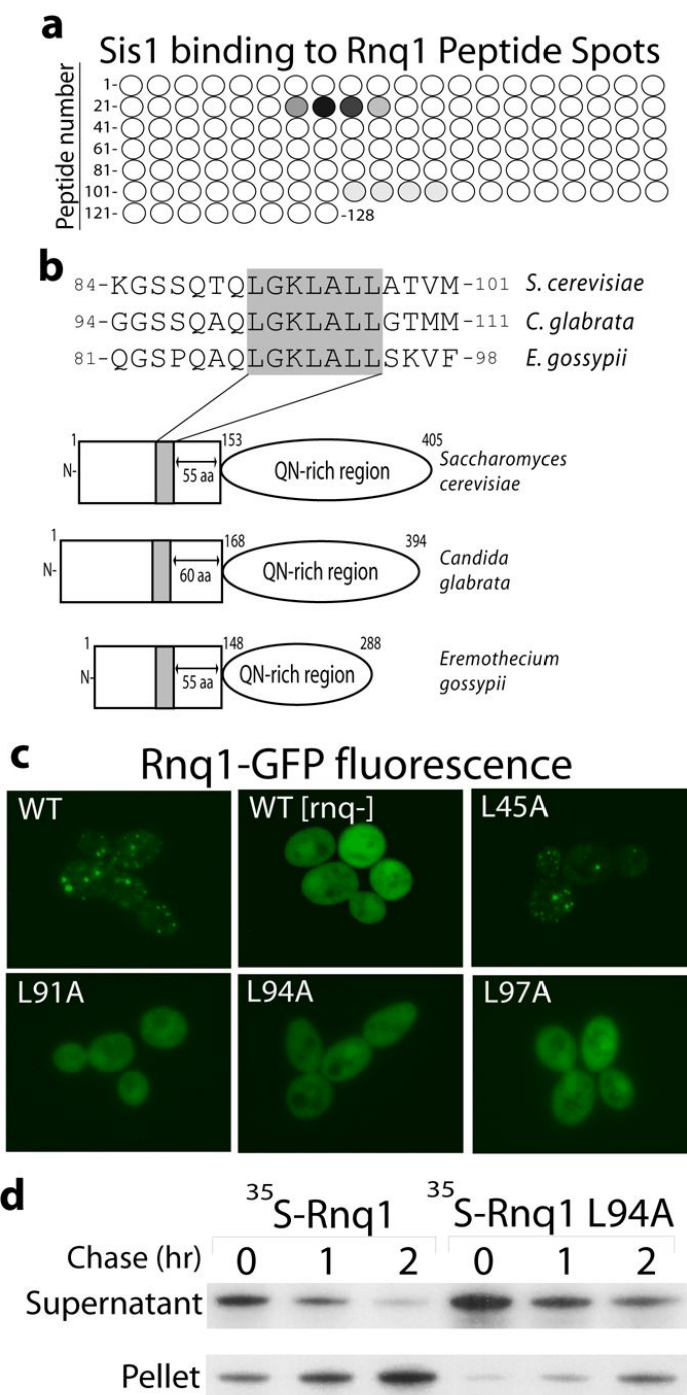 a
Sis1 binding to Rnq1 Peptide Spots
Peptide number
1-
21-
41-
61-
81-
101-
121-
-128
b
84-KGSSQTQLGKLALLATVM-101 S. cerevisiae
94-GGSSQAQLGKLALLGTMM-111 C. glabrata
81-QGSPQAQLGKLALLSKVF-98 E. gossypii
1 153 405
N- 55 aa QN-rich region Saccharomyces
cerevisiae
1 168 394
N- 60 aa QN-rich region Candida
glabrata
1 148 288
N- 55 aa QN-rich region Eremothecium
gossypii
c
Rnq1-GFP fluorescence
WT WT [rnq-] L45A
L91A L94A L97A
d
35S-Rnq1 35S-Rnq1 L94A
Chase (hr) 0 1 2 0 1 2
Supernatant
Pellet